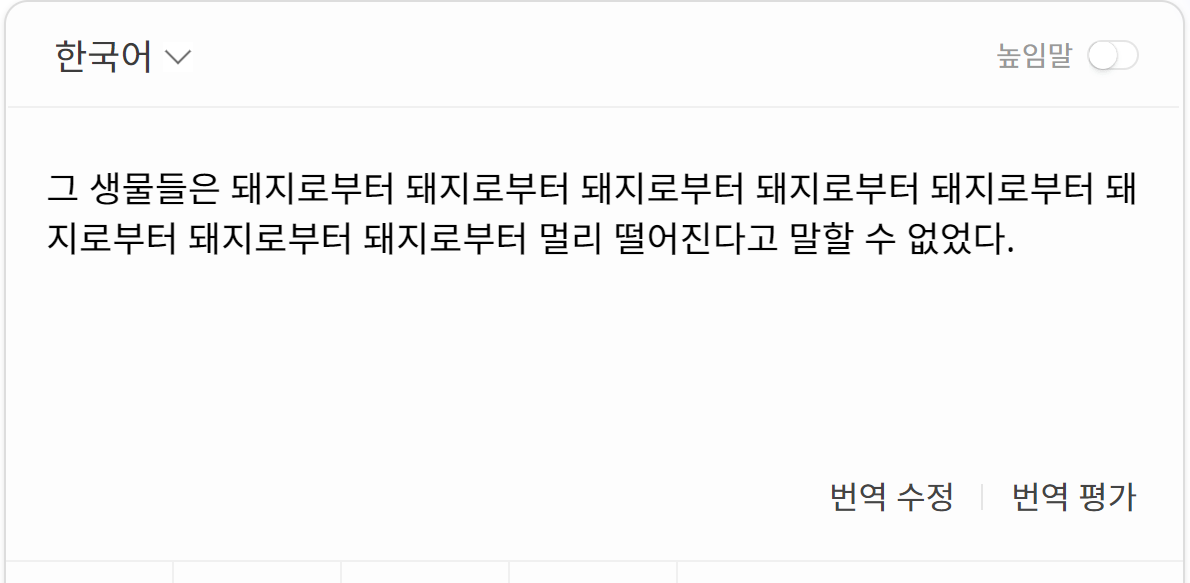 한국어
높임말
그 생물들은 돼지로부터 돼지로부터 돼지로부터 돼지로부터 돼지로부터 돼
지로부터 돼지로부터 돼지로부터 멀리 떨어진다고 말할 수 없었다.
번역 수정 | 번역 평가